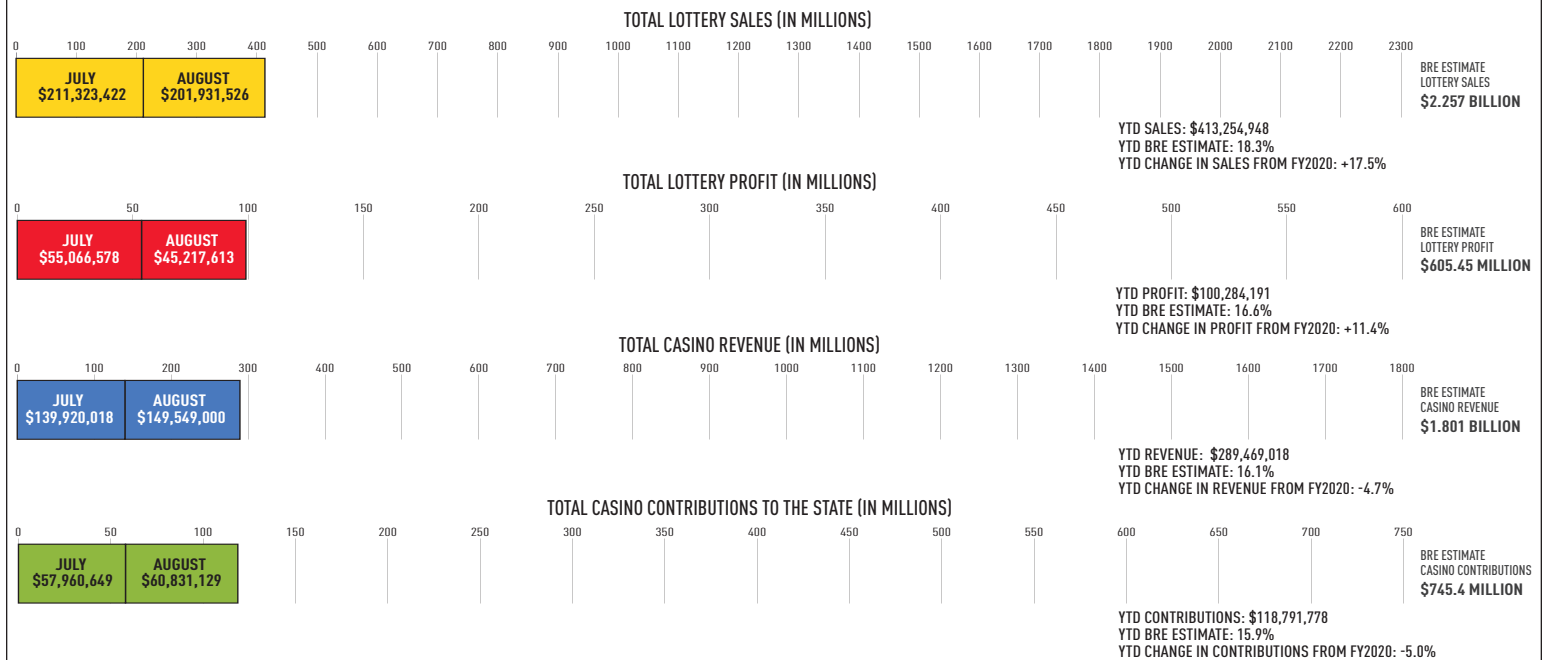 TOTAL LOTTERY SALES (IN MILLIONS)
0 100 200 300 400 500 600 700 800 900 1000 1100 1200 1300 1400 1500 1600 1700 1800 1900 2000 2100 2200 2300
JULY
$211,323,422
AUGUST
$201,931,526
BRE ESTIMATE
LOTTERY SALES
$2.257 BILLION
YTD SALES: $413,254,948
YTD BRE ESTIMATE: 18.3%
YTD CHANGE IN SALES FROM FY2020: +17.5%
TOTAL LOTTERY PROFIT (IN MILLIONS)
0 50 100 150 200 250 300 350 400 450 500 550 600
JULY
$55,066,578
AUGUST
$45,217,613
BRE ESTIMATE
LOTTERY PROFIT
$605.45 MILLION
YTD PROFIT: $100,284,191
YTD BRE ESTIMATE: 16.6%
YTD CHANGE IN PROFIT FROM FY2020: +11.4%
TOTAL CASINO REVENUE (IN MILLIONS)
0 100 200 300 400 500 600 700 800 900 1000 1100 1200 1300 1400 1500 1600 1700 1800
JULY
$139,920,018
AUGUST
$149,549,000
BRE ESTIMATE
CASINO REVENUE
$1.801 BILLION
YTD REVENUE: $289,469,018
YTD BRE ESTIMATE: 16.1%
YTD CHANGE IN REVENUE FROM FY2020: -4.7%
TOTAL CASINO CONTRIBUTIONS TO THE STATE (IN MILLIONS)
0 50 100 150 200 250 300 350 400 450 500 550 600 650 700 750
JULY
$57,960,649
AUGUST
$60,831,129
BRE ESTIMATE
CASINO CONTRIBUTIONS
$745.4 MILLION
YTD CONTRIBUTIONS: $118,791,778
YTD BRE ESTIMATE: 15.9%
YTD CHANGE IN CONTRIBUTIONS FROM FY2020: -5.0%